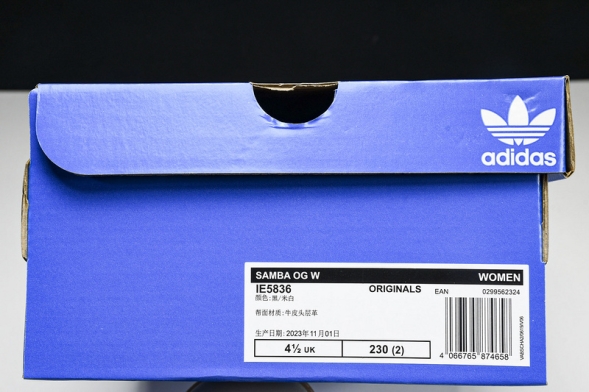 adidas
SAMBA OG W WOMEN
IE5836 ORIGINALS EAN 0299562324
颜色:黑/米白
帮面材质:牛皮头层革
生产日期: 2023年11月01日
4½ UK 230 (2)
4 066765 874658